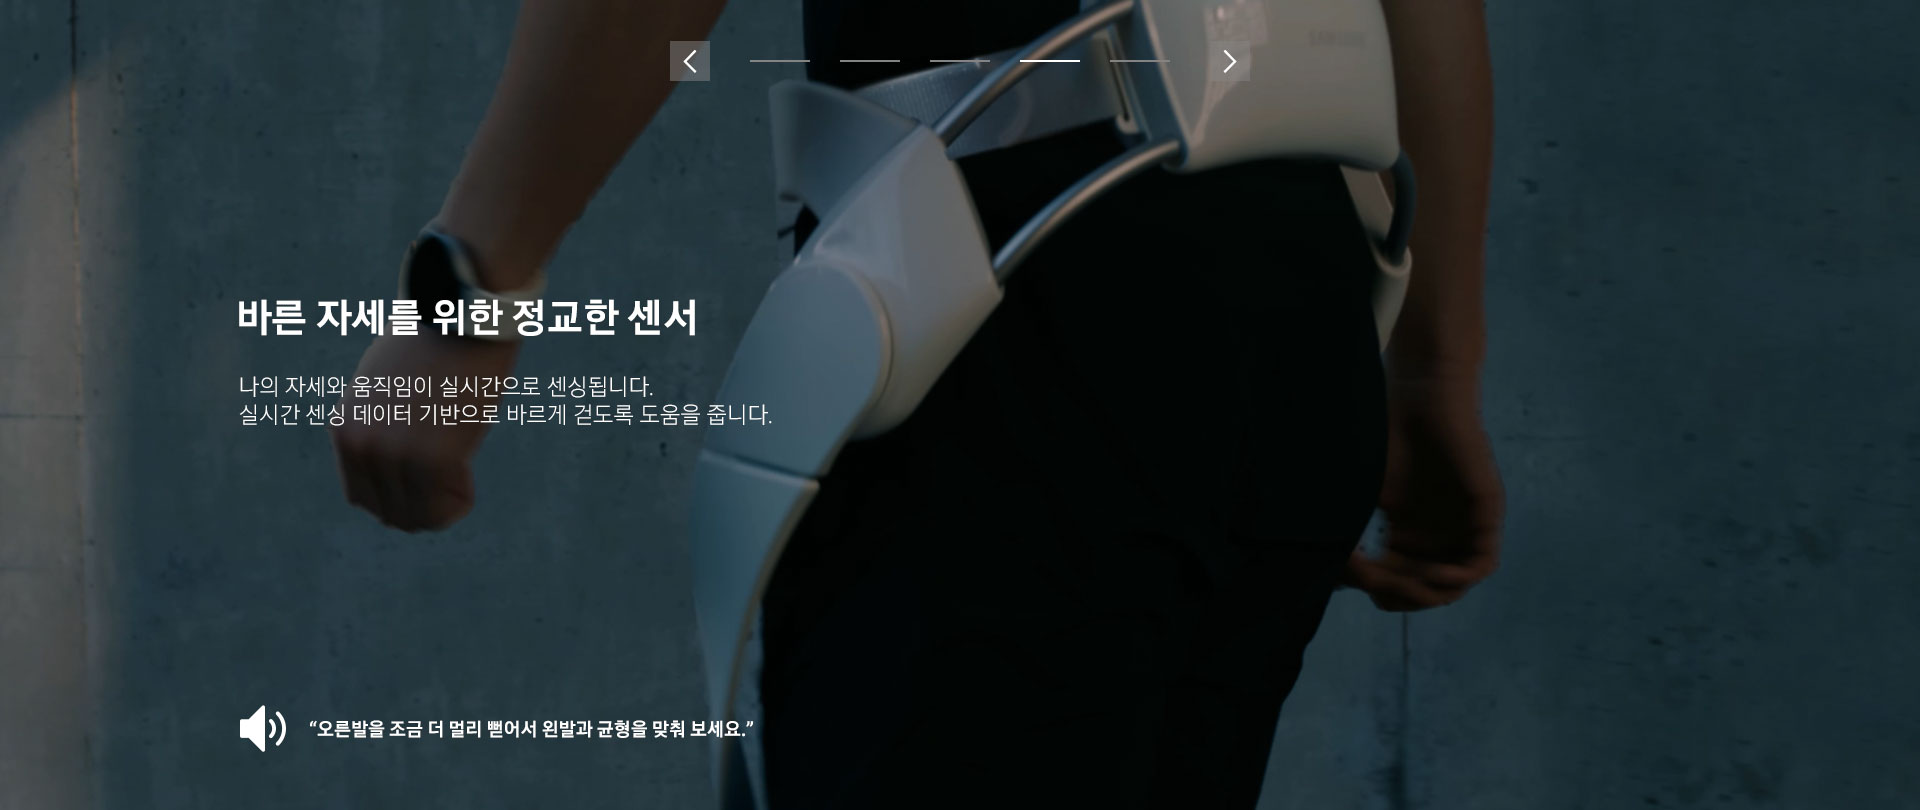 바른 자세를 위한 정교한 센서
나의 자세와 움직임이 실시간으로 센싱됩니다.
실시간 센싱 데이터 기반으로 바르게 걷도록 도움을 줍니다.
“오른발을 조금 더 멀리 뻗어서 왼발과 균형을 맞춰 보세요.”